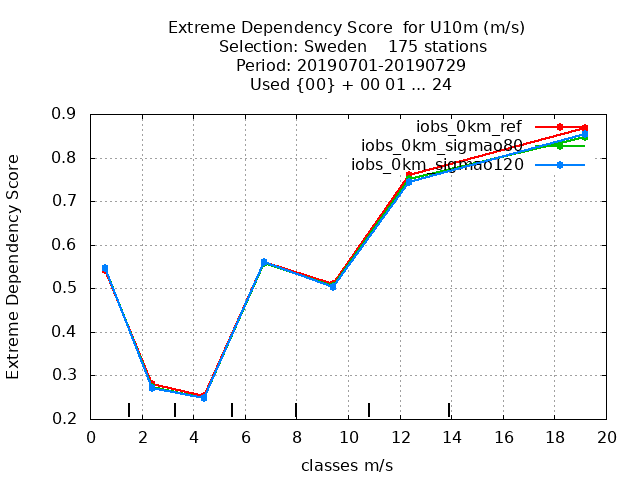 Extreme Dependency Score  for U10m (m/s)
Selection: Sweden    175 stations
Period: 20190701-20190729
Used {00} + 00 01 ... 24
iobs_0km_ref
iobs_0km_sigmao80
iobs_0km_sigmao120
Extreme Dependency Score
0.9
0.8
0.7
0.6
0.5
0.4
0.3
0.2
0 2 4 6 8 10 12 14 16 18 20
classes m/s